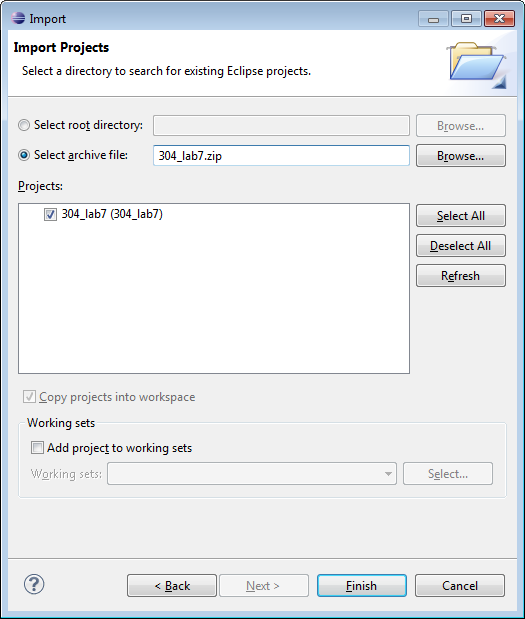 Import
Import Projects
Select a directory to search for existing Eclipse projects.
Select root directory:
Browse...
Select archive file:
304_lab7.zip
Browse...
Projects:
304_lab7 (304_lab7)
Select All
Deselect All
Refresh
Copy projects into workspace
Working sets
Add project to working sets
Working sets:
Select...
?
< Back
Next >
Finish
Cancel